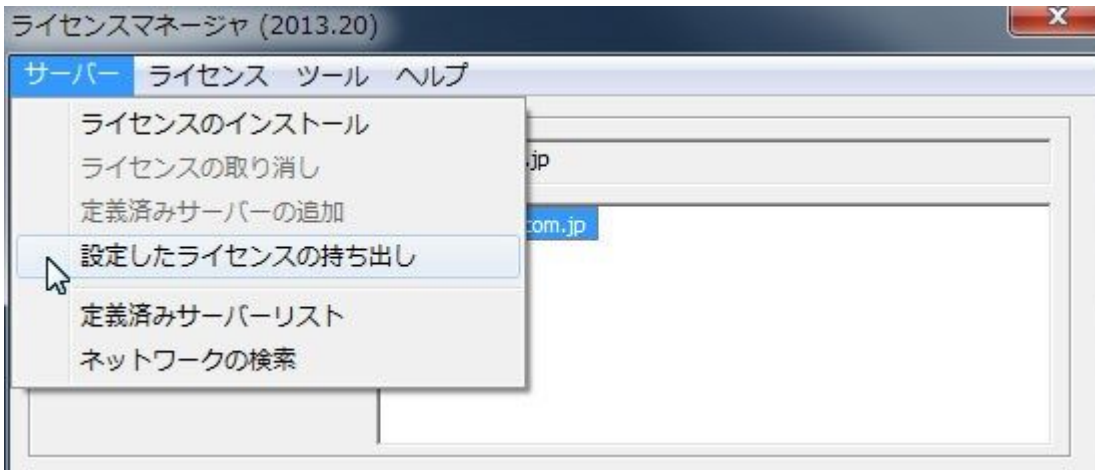 ライセンスマネージャ (2013.20)
サーバー ライセンス ツール ヘルプ
ライセンスのインストール
ライセンスの取り消し
.jp
定義済みサーバーの追加
com.jp
設定したライセンスの持ち出し
定義済みサーバーリスト
ネットワークの検索